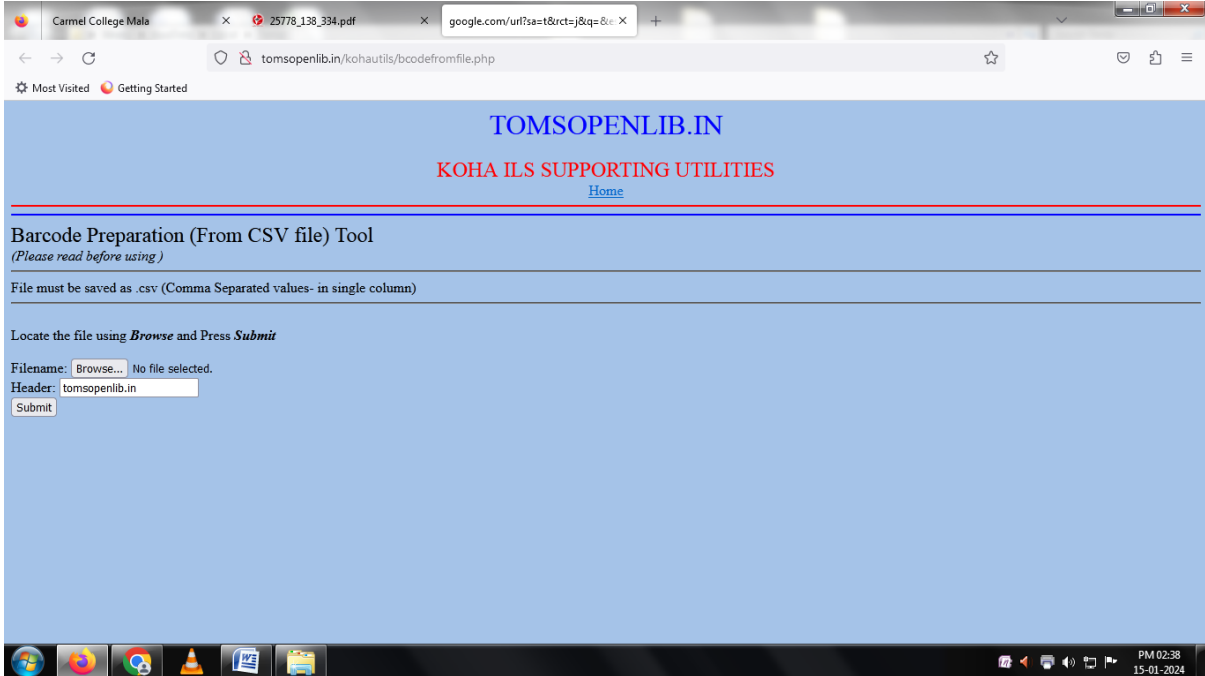 Carmel College Mala
25778_138_334.pdf
google.com/url?sa=t&rct=j&q=&e
tomsopenlib.in/kohautils/bcodefromfile.php
Most Visited Getting Started
TOMSOPENLIB.IN
KOHA ILS SUPPORTING UTILITIES
Home
Barcode Preparation (From CSV file) Tool
(Please read before using )
File must be saved as .csv (Comma Separated values- in single column)
Locate the file using Browse and Press Submit
Filename: Browse... No file selected.
Header: tomsopenlib.in
Submit
PM 02:38
15-01-2024